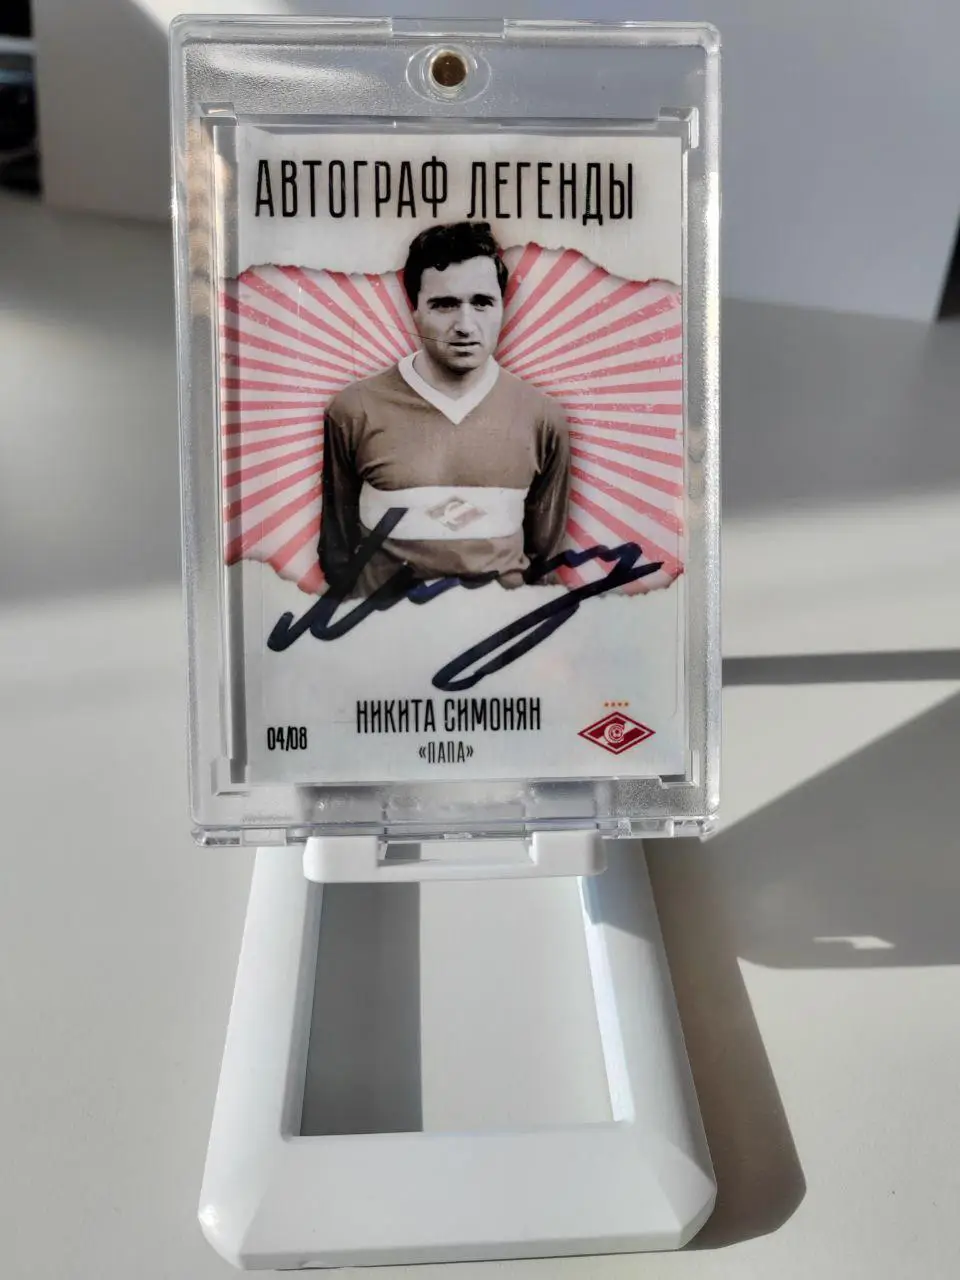 АВТОГРАФ ЛЕГЕНДЫ
НИКИТА СИМОНЯН
04/08
«ПАПА»